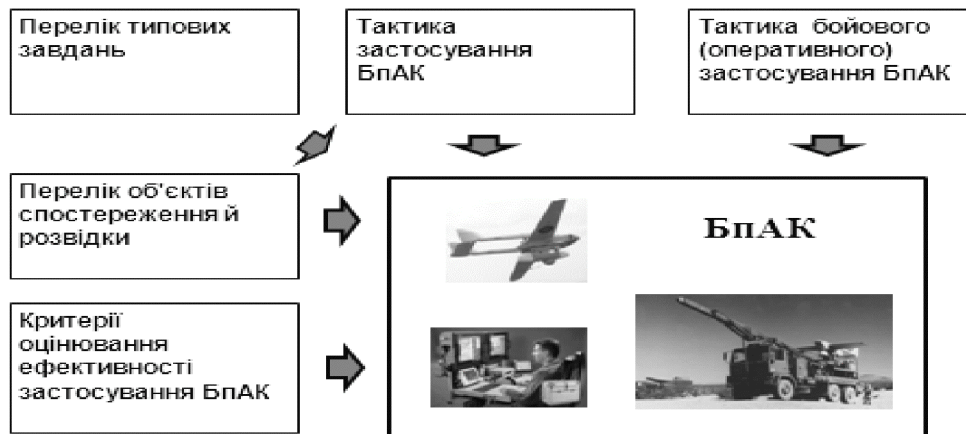 Перелік типових
завдань
Тактика
застосування
БпАК
Тактика бойового
(оперативного)
застосування БпАК
Перелік об'єктів
спостереження й
розвідки
БпАК
Критерії
оцінювання
ефективності
застосування БпАК